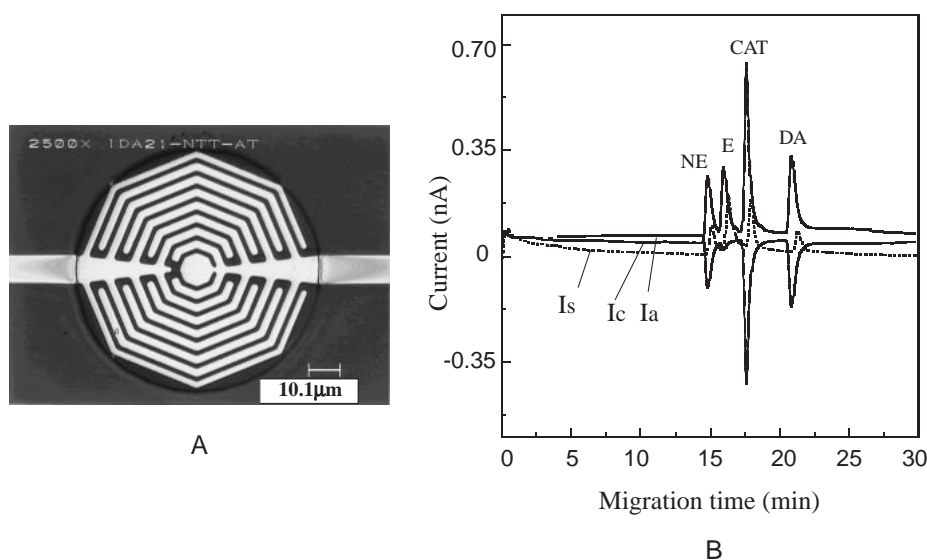 2500× IDA21-NTT-AT
10.1μm
A
0.70
0.35
0
-0.35
Current (nA)
CAT
NE
E
DA
Is
Ic
Ia
0 5 10 15 20 25 30
Migration time (min)
B